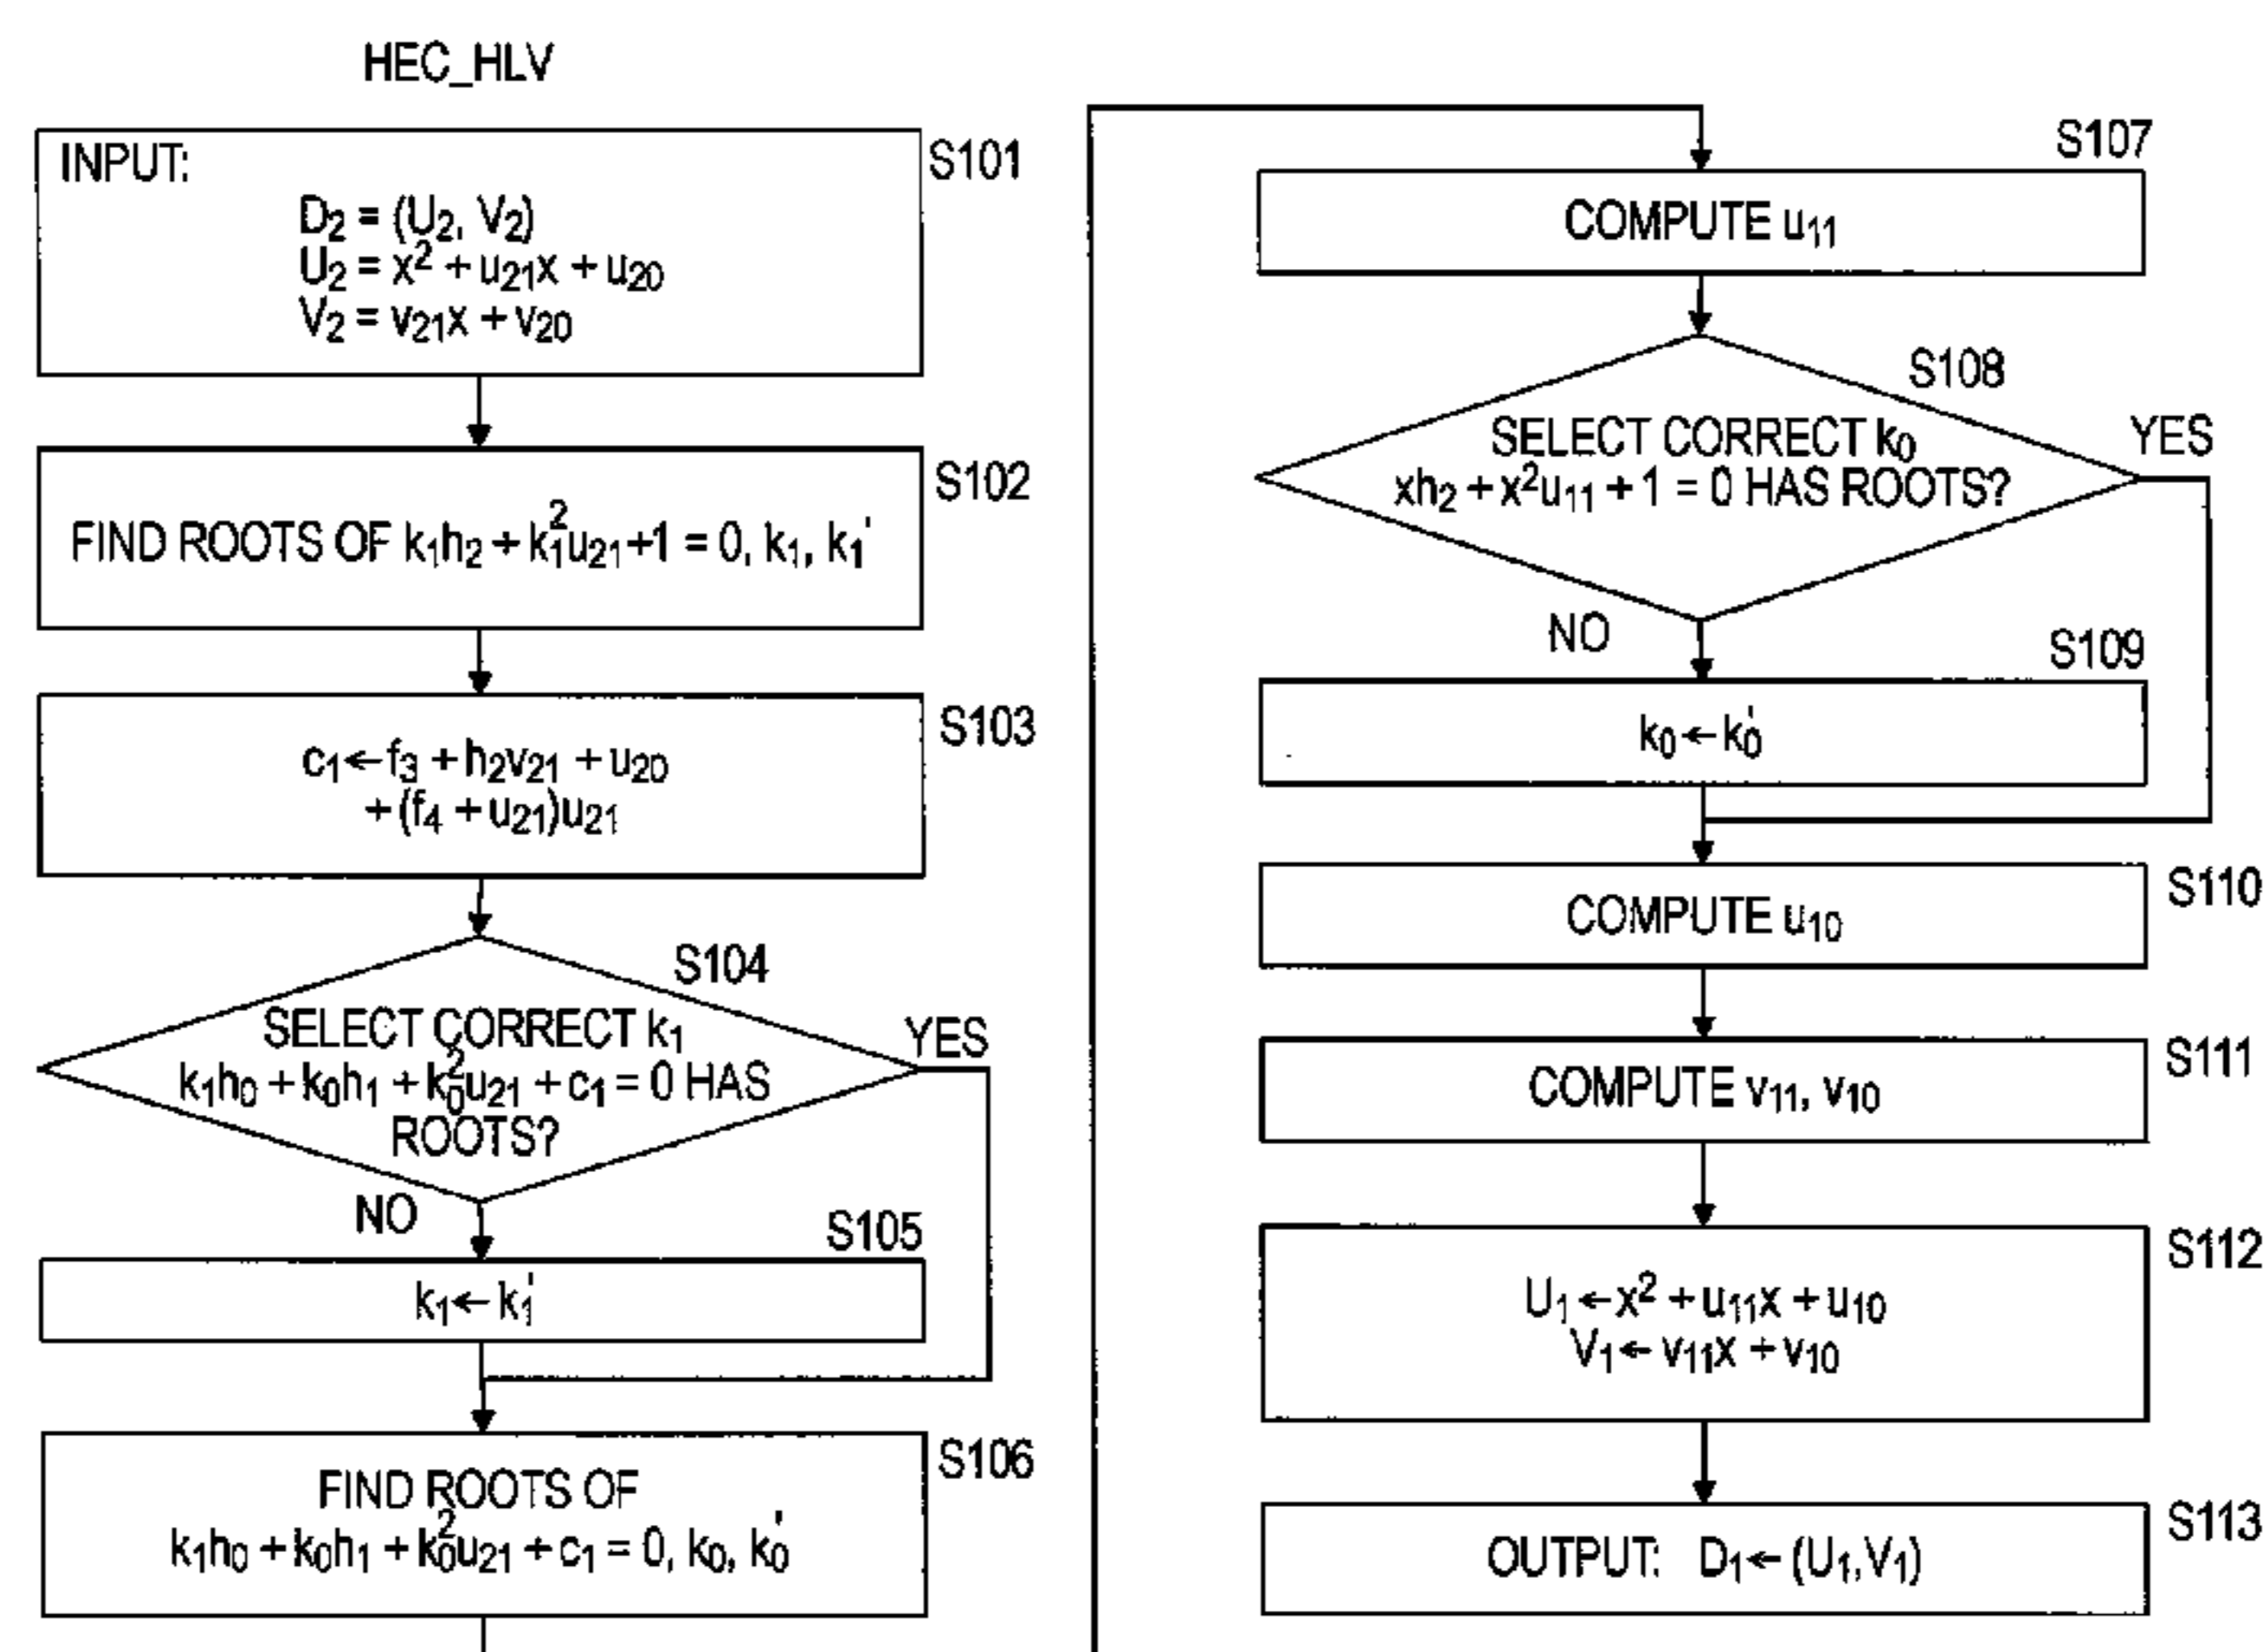 HEC_HLV
INPUT:
S101
D₂ = (U₂, V₂)
U₂ = x² + u₂₁x + u₂₀
V₂ = v₂₁x + v₂₀
S102
FIND ROOTS OF k₁h₂ + k₁²u₂₁+1 = 0, k₁, k₁'
S103
c₁←f₃ + h₂v₂₁ + u₂₀
+ (f₄ + u₂₁)u₂₁
S104
SELECT CORRECT k₁
k₁h₀ + k₀h₁ + k₀²u₂₁ + c₁ = 0 HAS
ROOTS?
YES
NO
S105
k₁← k₁'
S106
FIND ROOTS OF
k₁h₀ + k₀h₁ + k₀²u₂₁ + c₁ = 0, k₀, k₀'
S107
COMPUTE u₁₁
S108
SELECT CORRECT k₀
xh₂ + x²u₁₁ + 1 = 0 HAS ROOTS?
YES
NO
S109
k₀← k₀'
S110
COMPUTE u₁₀
S111
COMPUTE v₁₁, v₁₀
S112
U₁←x² + u₁₁x + u₁₀
V₁← v₁₁x + v₁₀
S113
OUTPUT: D₁← (U₁,V₁)